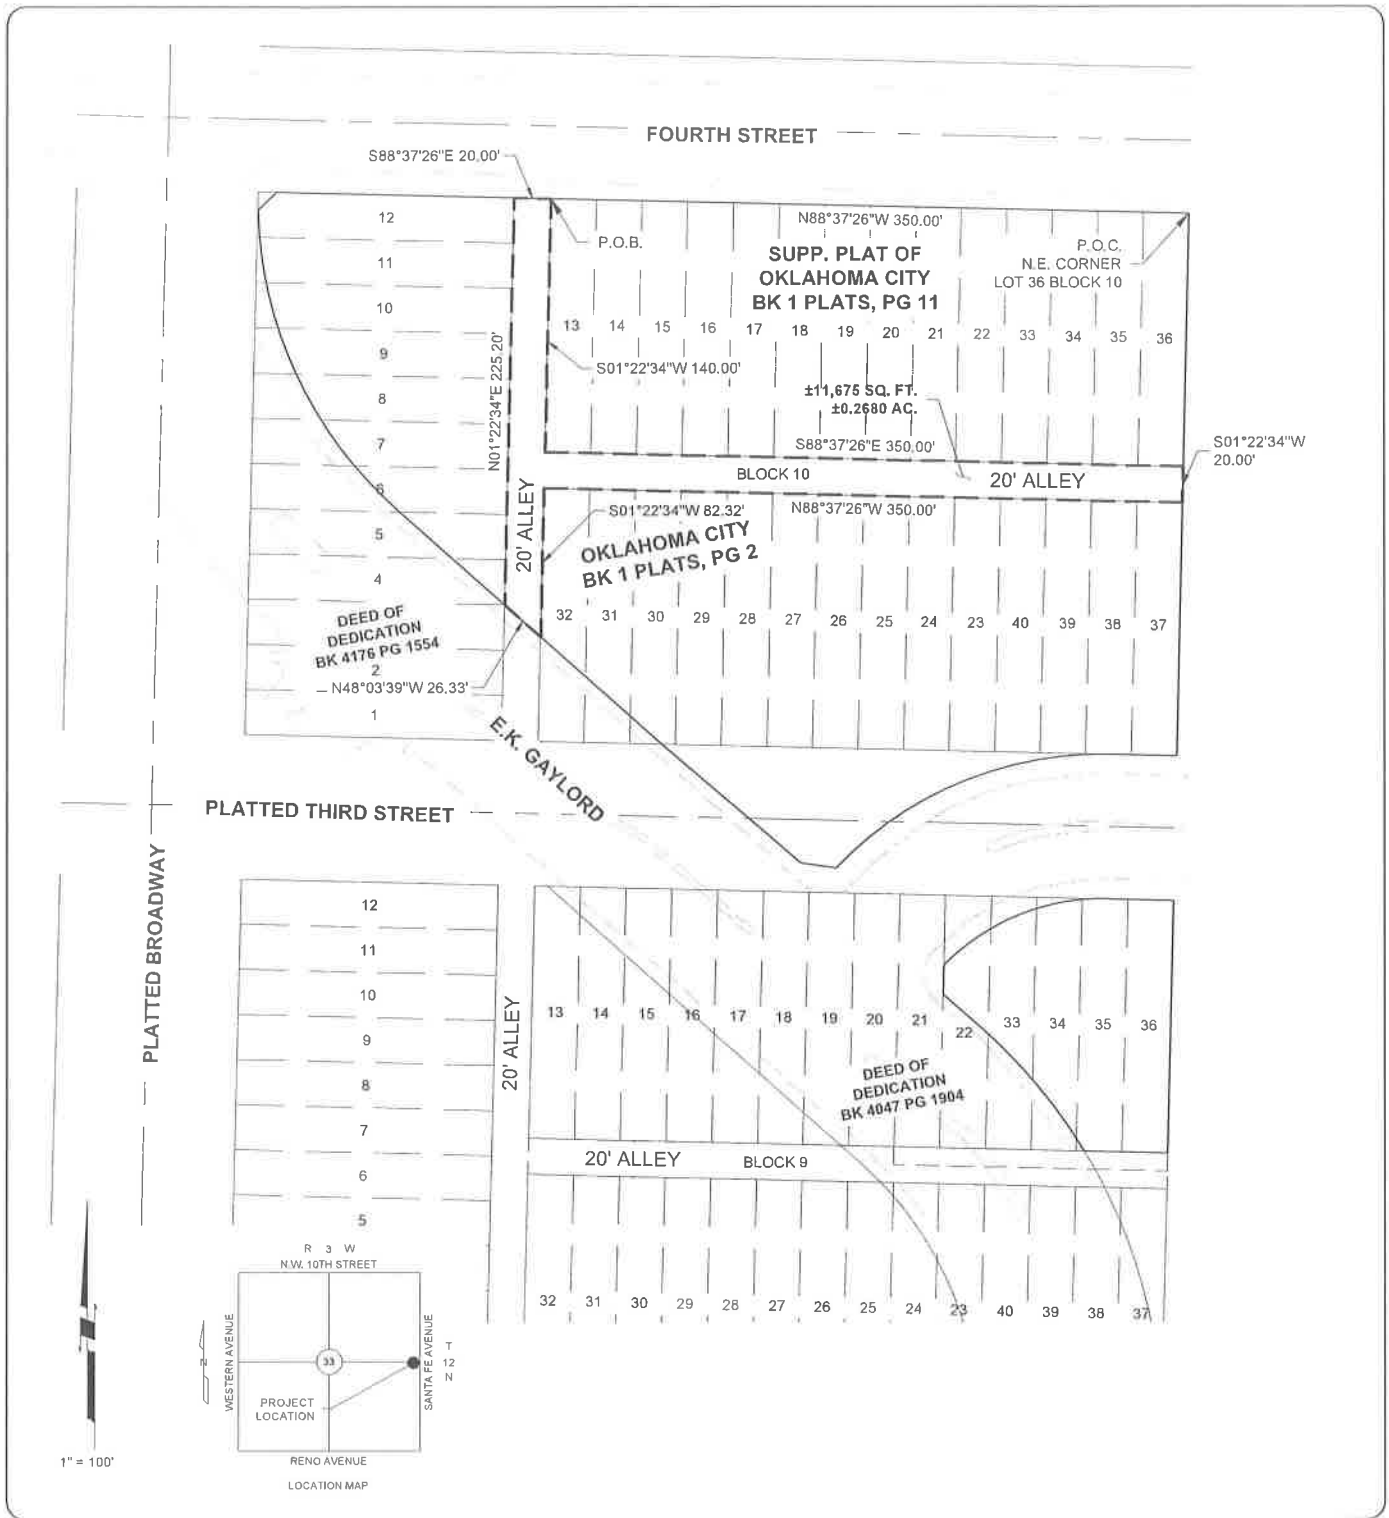 FOURTH STREET
S88°37'26"E 20.00'
12
11
10
9
8
7
6
5
4
DEED OF
DEDICATION
BK 4176 PG 1554
2
N48°03'39"W 26.33'
1
P.O.B.
N88°37'26"W 350.00'
SUPP. PLAT OF
OKLAHOMA CITY
BK 1 PLATS, PG 11
P.O.C.
N.E. CORNER
LOT 36 BLOCK 10
13 14 15 16 17 18 19 20 21 22 33 34 35 36
N01°22'34"E 225.20'
S01°22'34"W 140.00'
±11,675 SQ. FT.
±0.2680 AC.
S88°37'26"E 350.00'
S01°22'34"W
20.00'
BLOCK 10
20' ALLEY
20' ALLEY
S01°22'34"W 82.32'
N88°37'26"W 350.00'
OKLAHOMA CITY
BK 1 PLATS, PG 2
32 31 30 29 28 27 26 25 24 23 40 39 38 37
E.K. GAYLORD
PLATTED THIRD STREET
PLATTED BROADWAY
12
11
10
9
8
7
6
5
20' ALLEY
13 14 15 16 17 18 19 20 21 22 33 34 35 36
DEED OF
DEDICATION
BK 4047 PG 1904
20' ALLEY
BLOCK 9
32 31 30 29 28 27 26 25 24 23 40 39 38 37
R 3 W
N.W. 10TH STREET
WESTERN AVENUE
N
33
SANTA FE AVENUE
T
12
N
PROJECT
LOCATION
RENO AVENUE
LOCATION MAP
1" = 100'